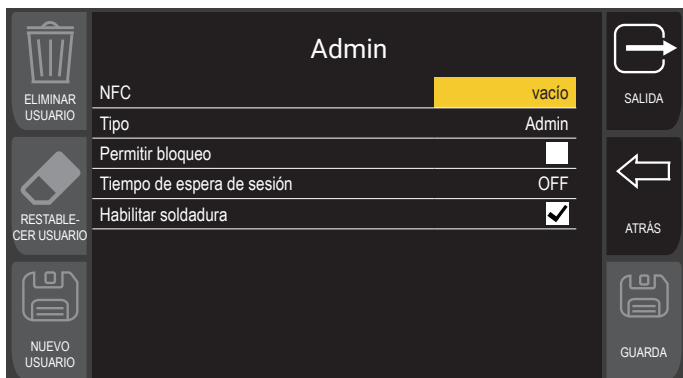 Admin
ELIMINAR
USUARIO
NFC vacío
Tipo Admin
Permitir bloqueo
Tiempo de espera de sesión OFF
Habilitar soldadura
RESTABLE-
CER USUARIO
NUEVO
USUARIO
SALIDA
ATRÁS
GUARDA